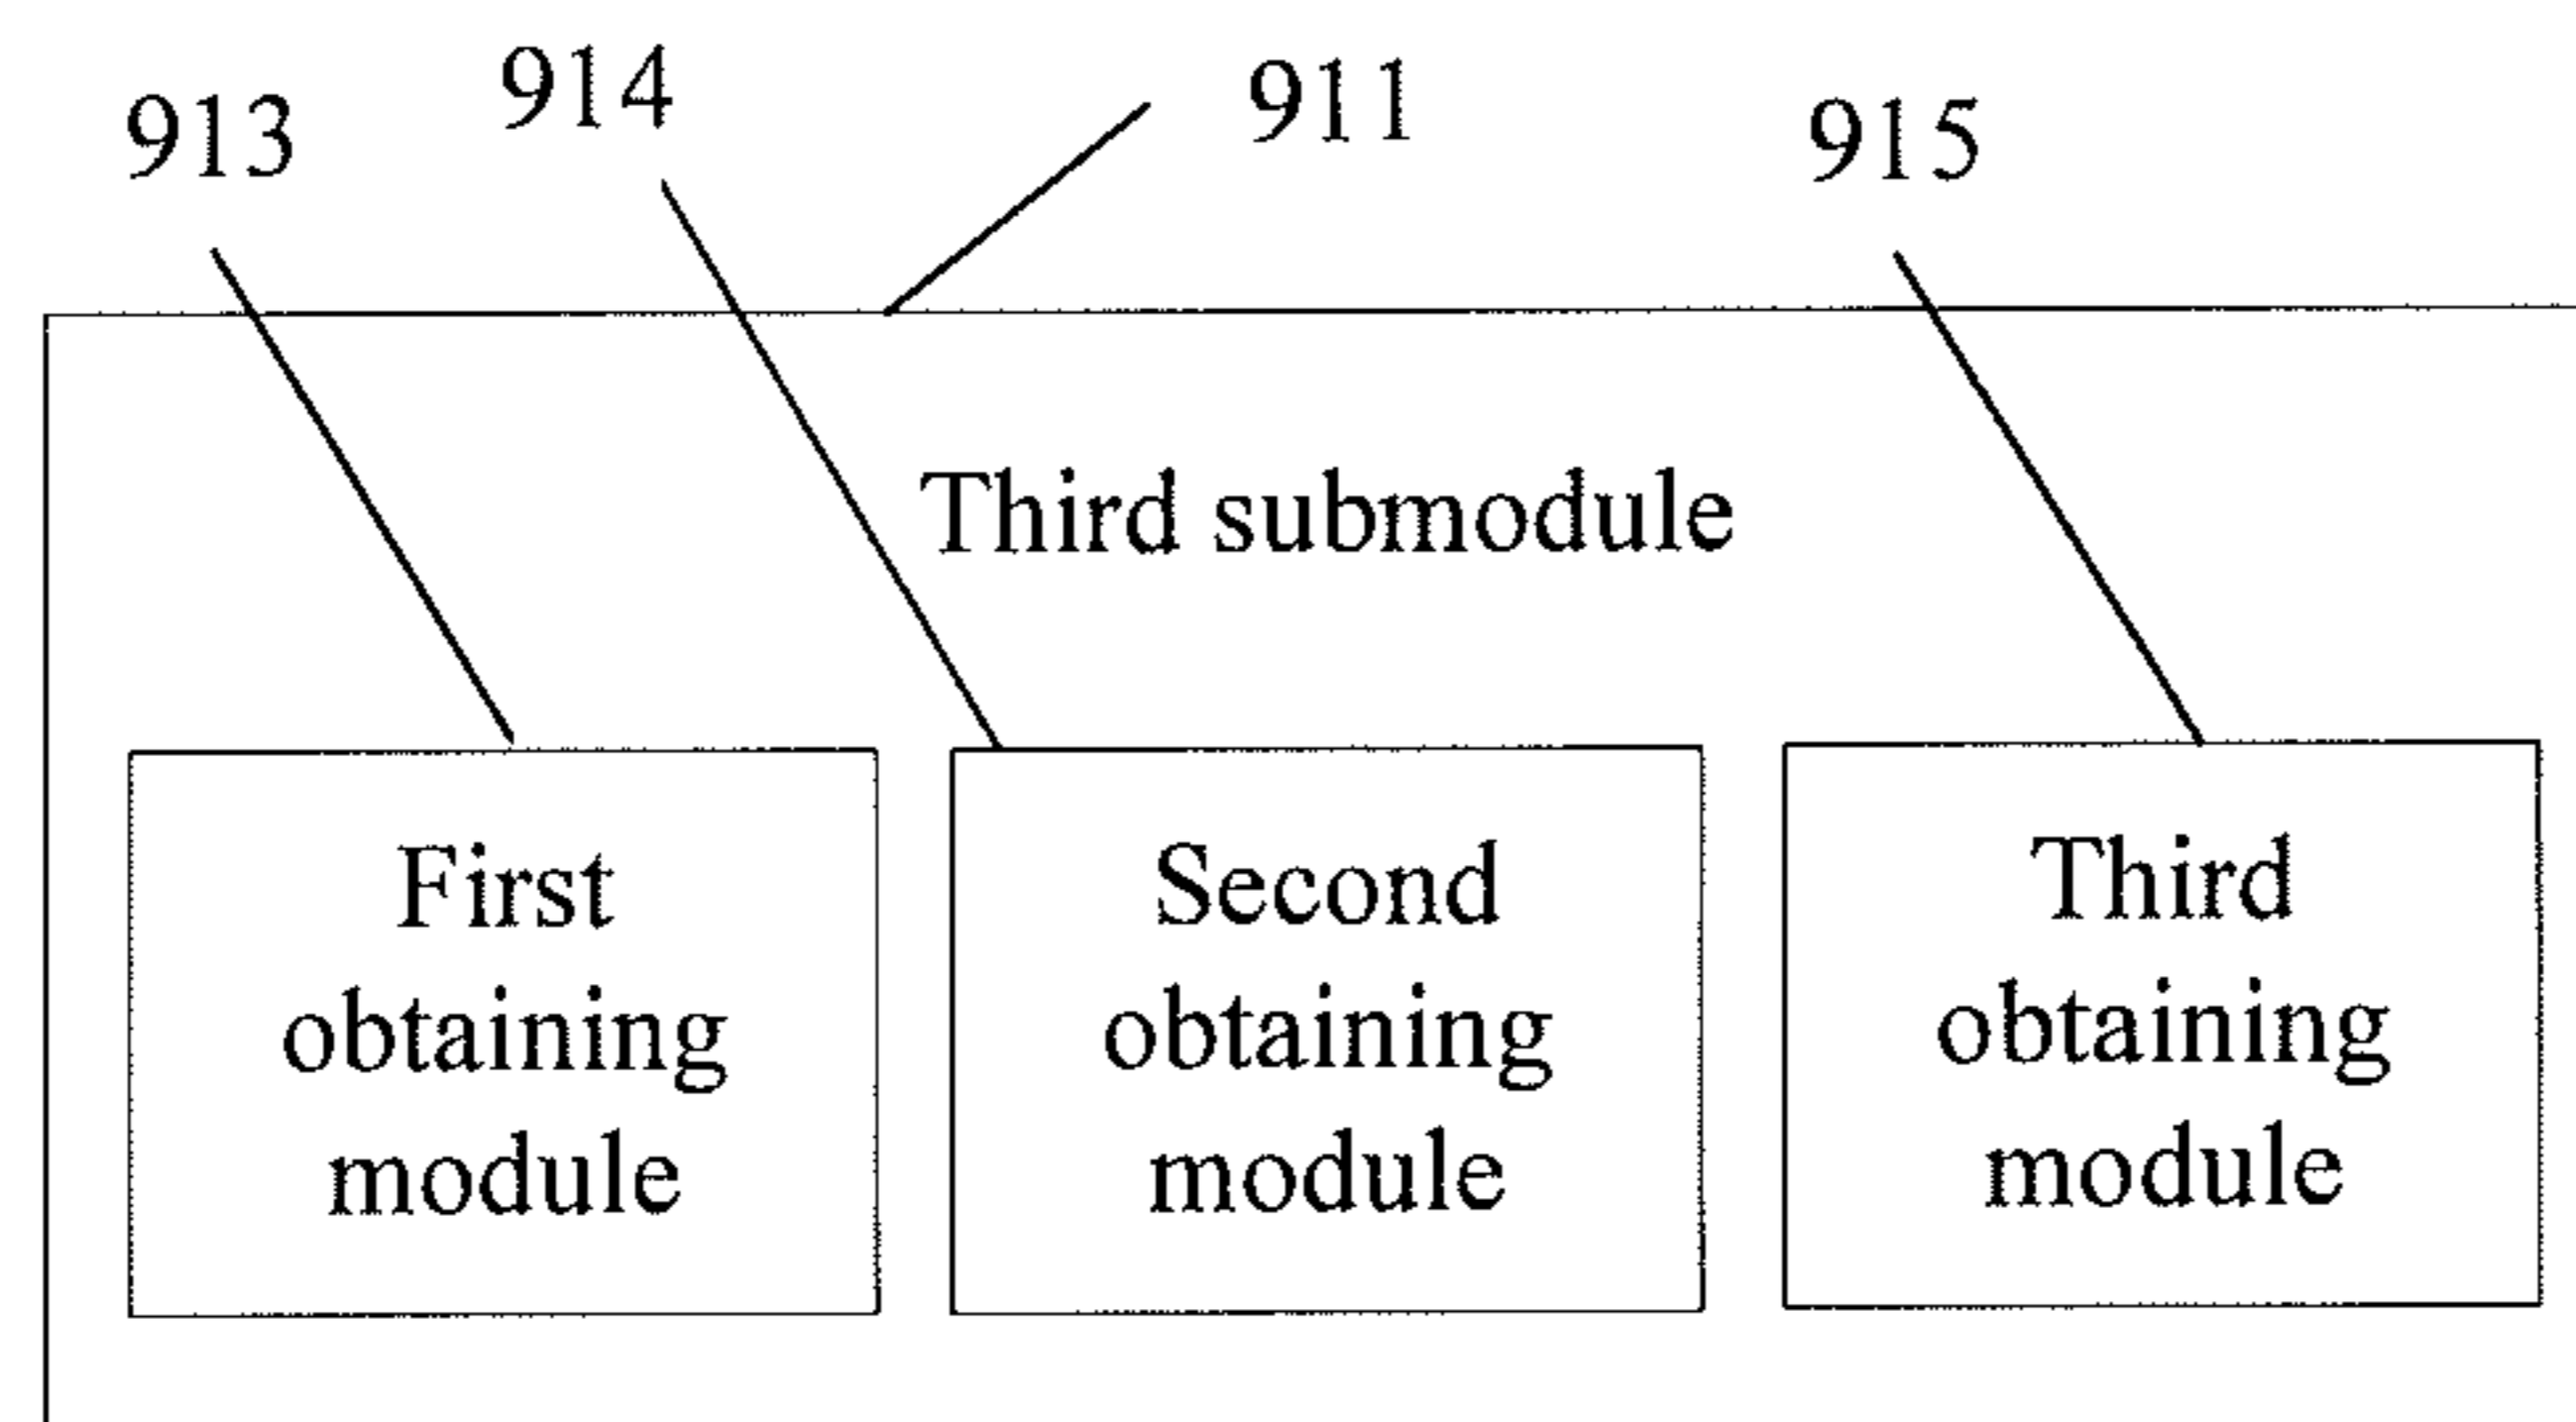 913
914
911
915
Third submodule
First
obtaining
module
Second
obtaining
module
Third
obtaining
module